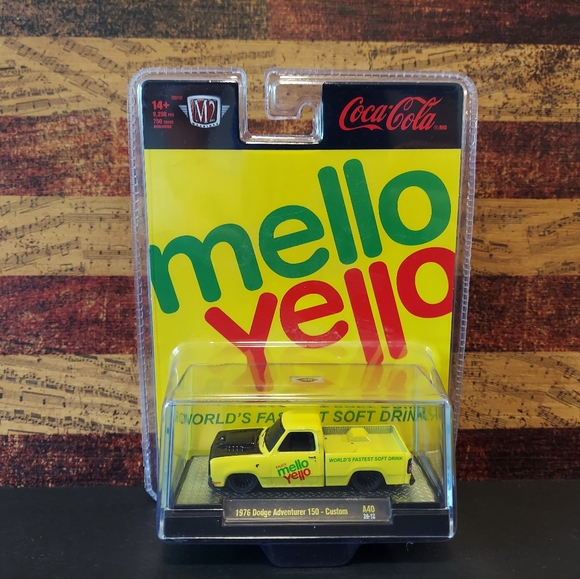 14+
M2
MACHINES
Coca-Cola
mello
yello
WORLD'S FASTEST SOFT DRINK
mello
yello
WORLD'S FASTEST SOFT DRINK
1976 Dodge Adventurer 150 - Custom
A40